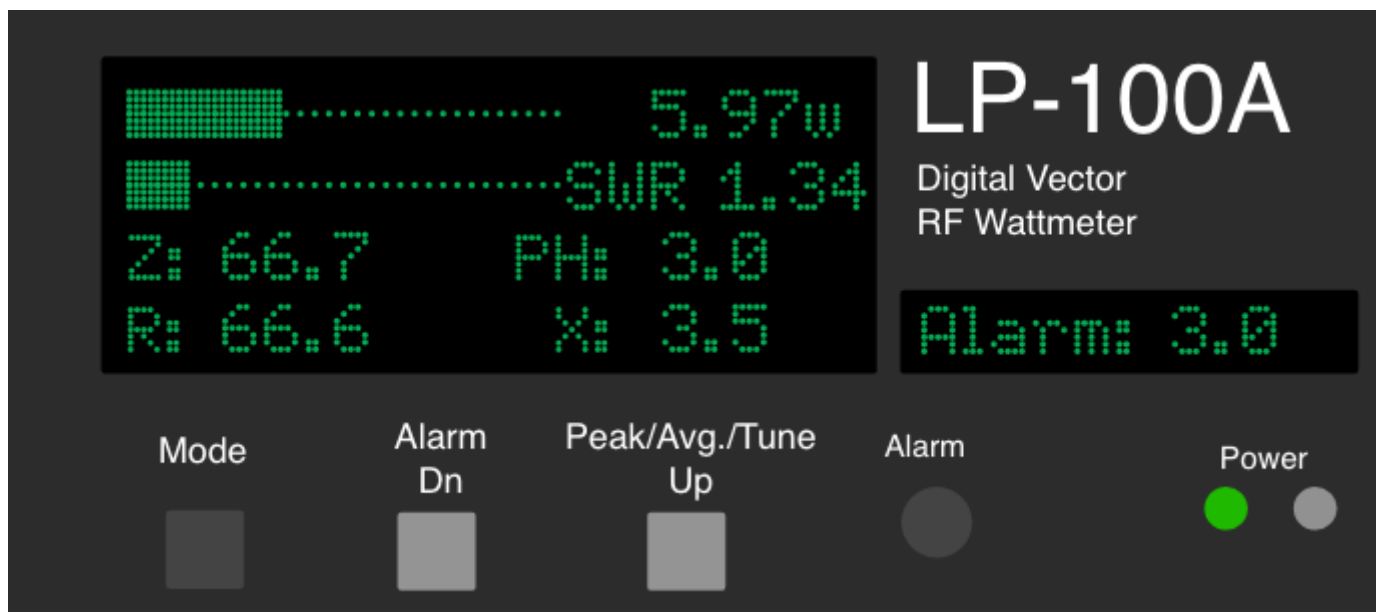 5.97w
SWR 1.34
Z: 66.7 PH: 3.0
R: 66.6 X: 3.5
LP-100A
Digital Vector
RF Wattmeter
Alarm: 3.0
Mode
Alarm
Dn
Peak/Avg./Tune
Up
Alarm
Power